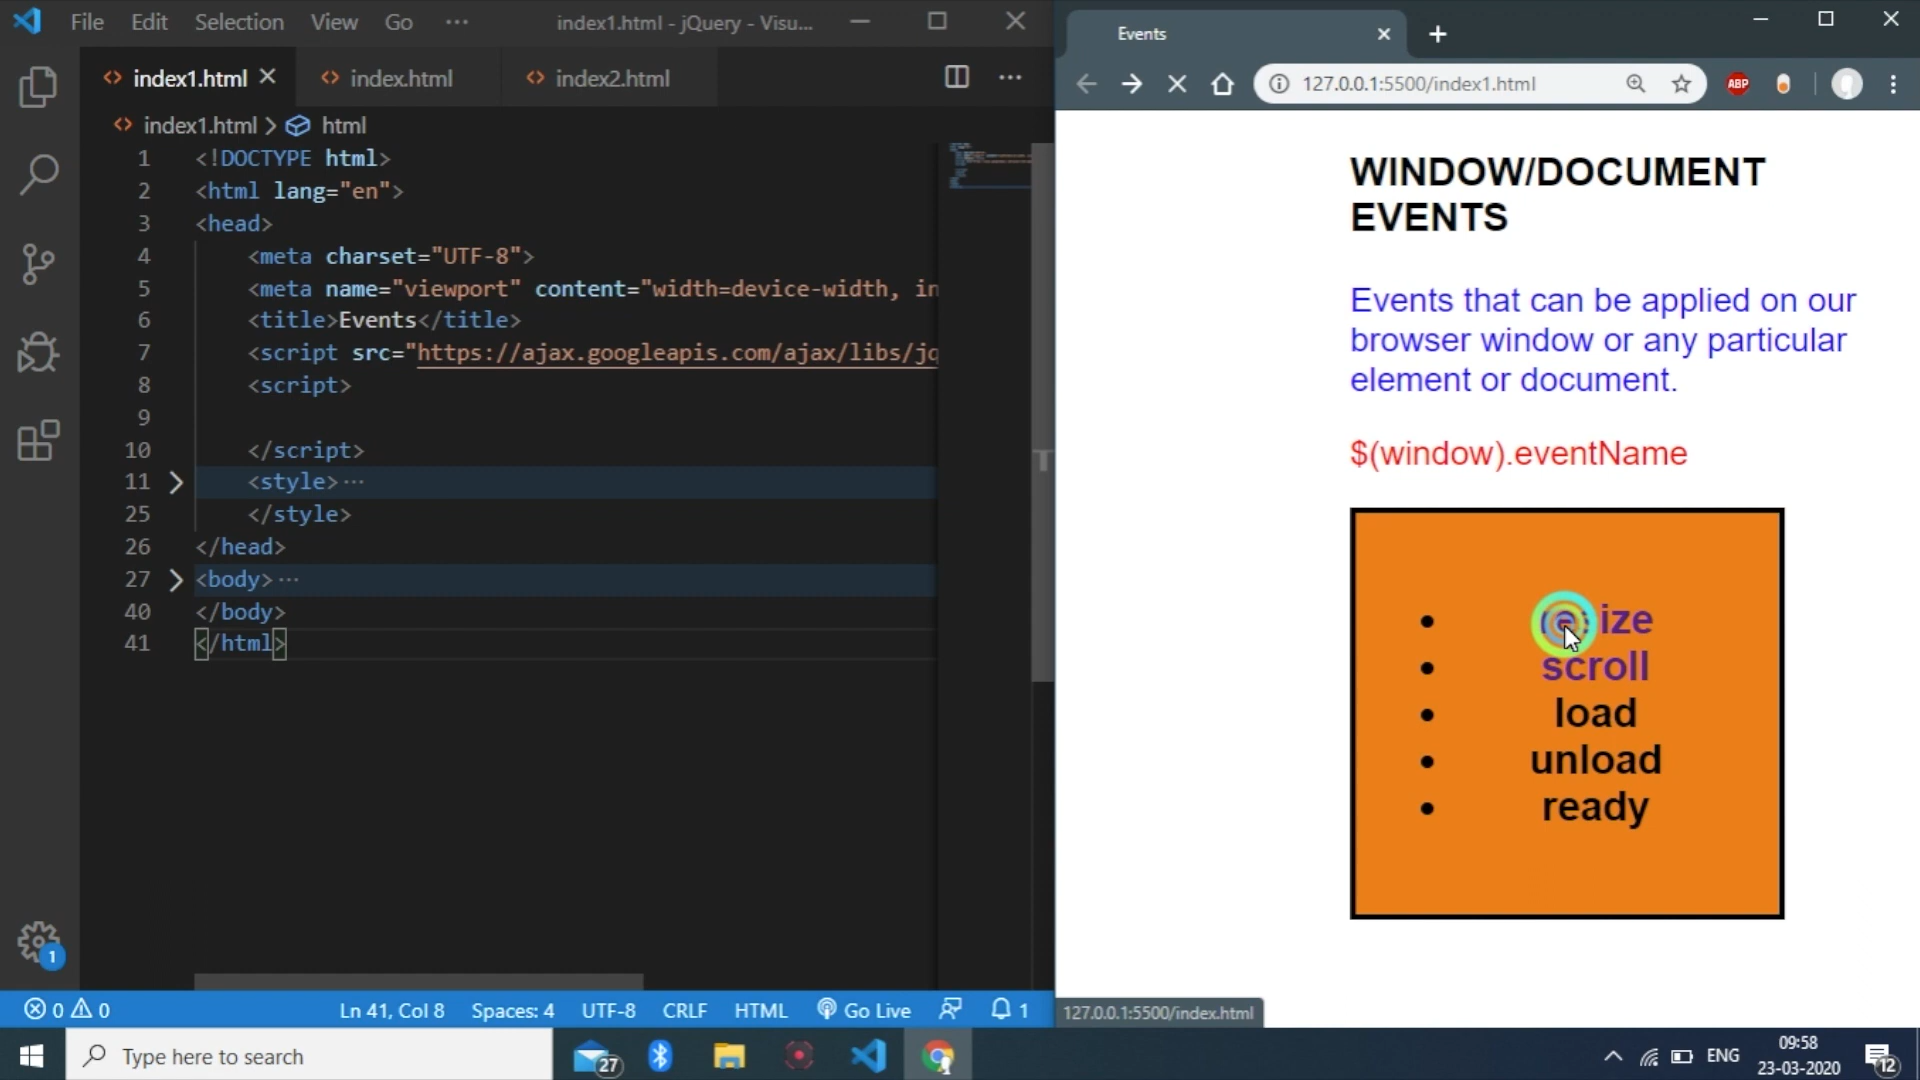 File Edit Selection View Go ··· index1.html - jQuery - Visu...
index1.html index.html index2.html
index1.html > html
1 <!DOCTYPE html>
2 <html lang="en">
3 <head>
4 <meta charset="UTF-8">
5 <meta name="viewport" content="width=device-width, in
6 <title>Events</title>
7 <script src="https://ajax.googleapis.com/ajax/libs/jq
8 <script>
9
10 </script>
11 <style>···
25 </style>
26 </head>
27 <body>···
40 </body>
41 </html>
1
0 0 Ln 41, Col 8 Spaces: 4 UTF-8 CRLF HTML Go Live 1
Events
127.0.0.1:5500/index1.html ABP
WINDOW/DOCUMENT
EVENTS
Events that can be applied on our
browser window or any particular
element or document.
$(window).eventName
• resize
• scroll
• load
• unload
• ready
127.0.0.1:5500/index.html
Type here to search 27 ENG 09:58
23-03-2020 12